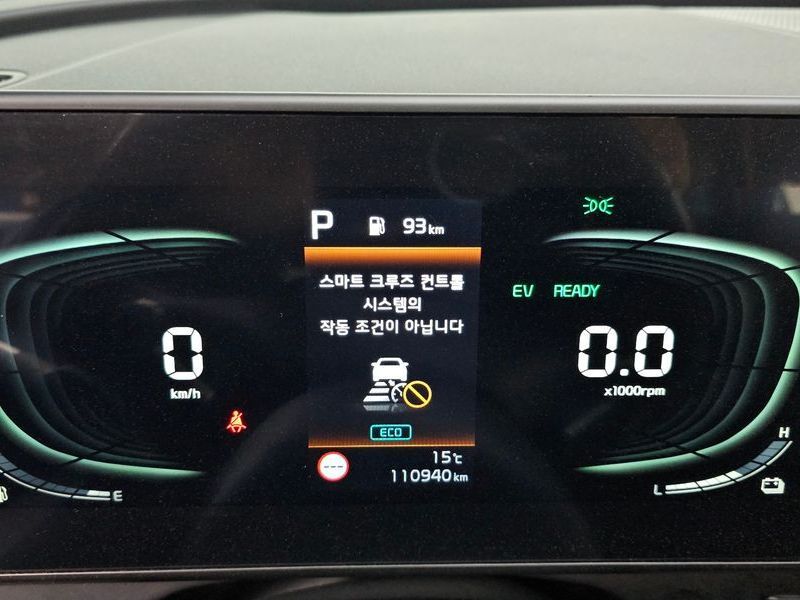 P 93km
스마트 크루즈 컨트롤
시스템의
작동 조건이 아닙니다
EV READY
0
km/h
0.0
x1000rpm
ECO
---
15℃
110940km
E
H
L